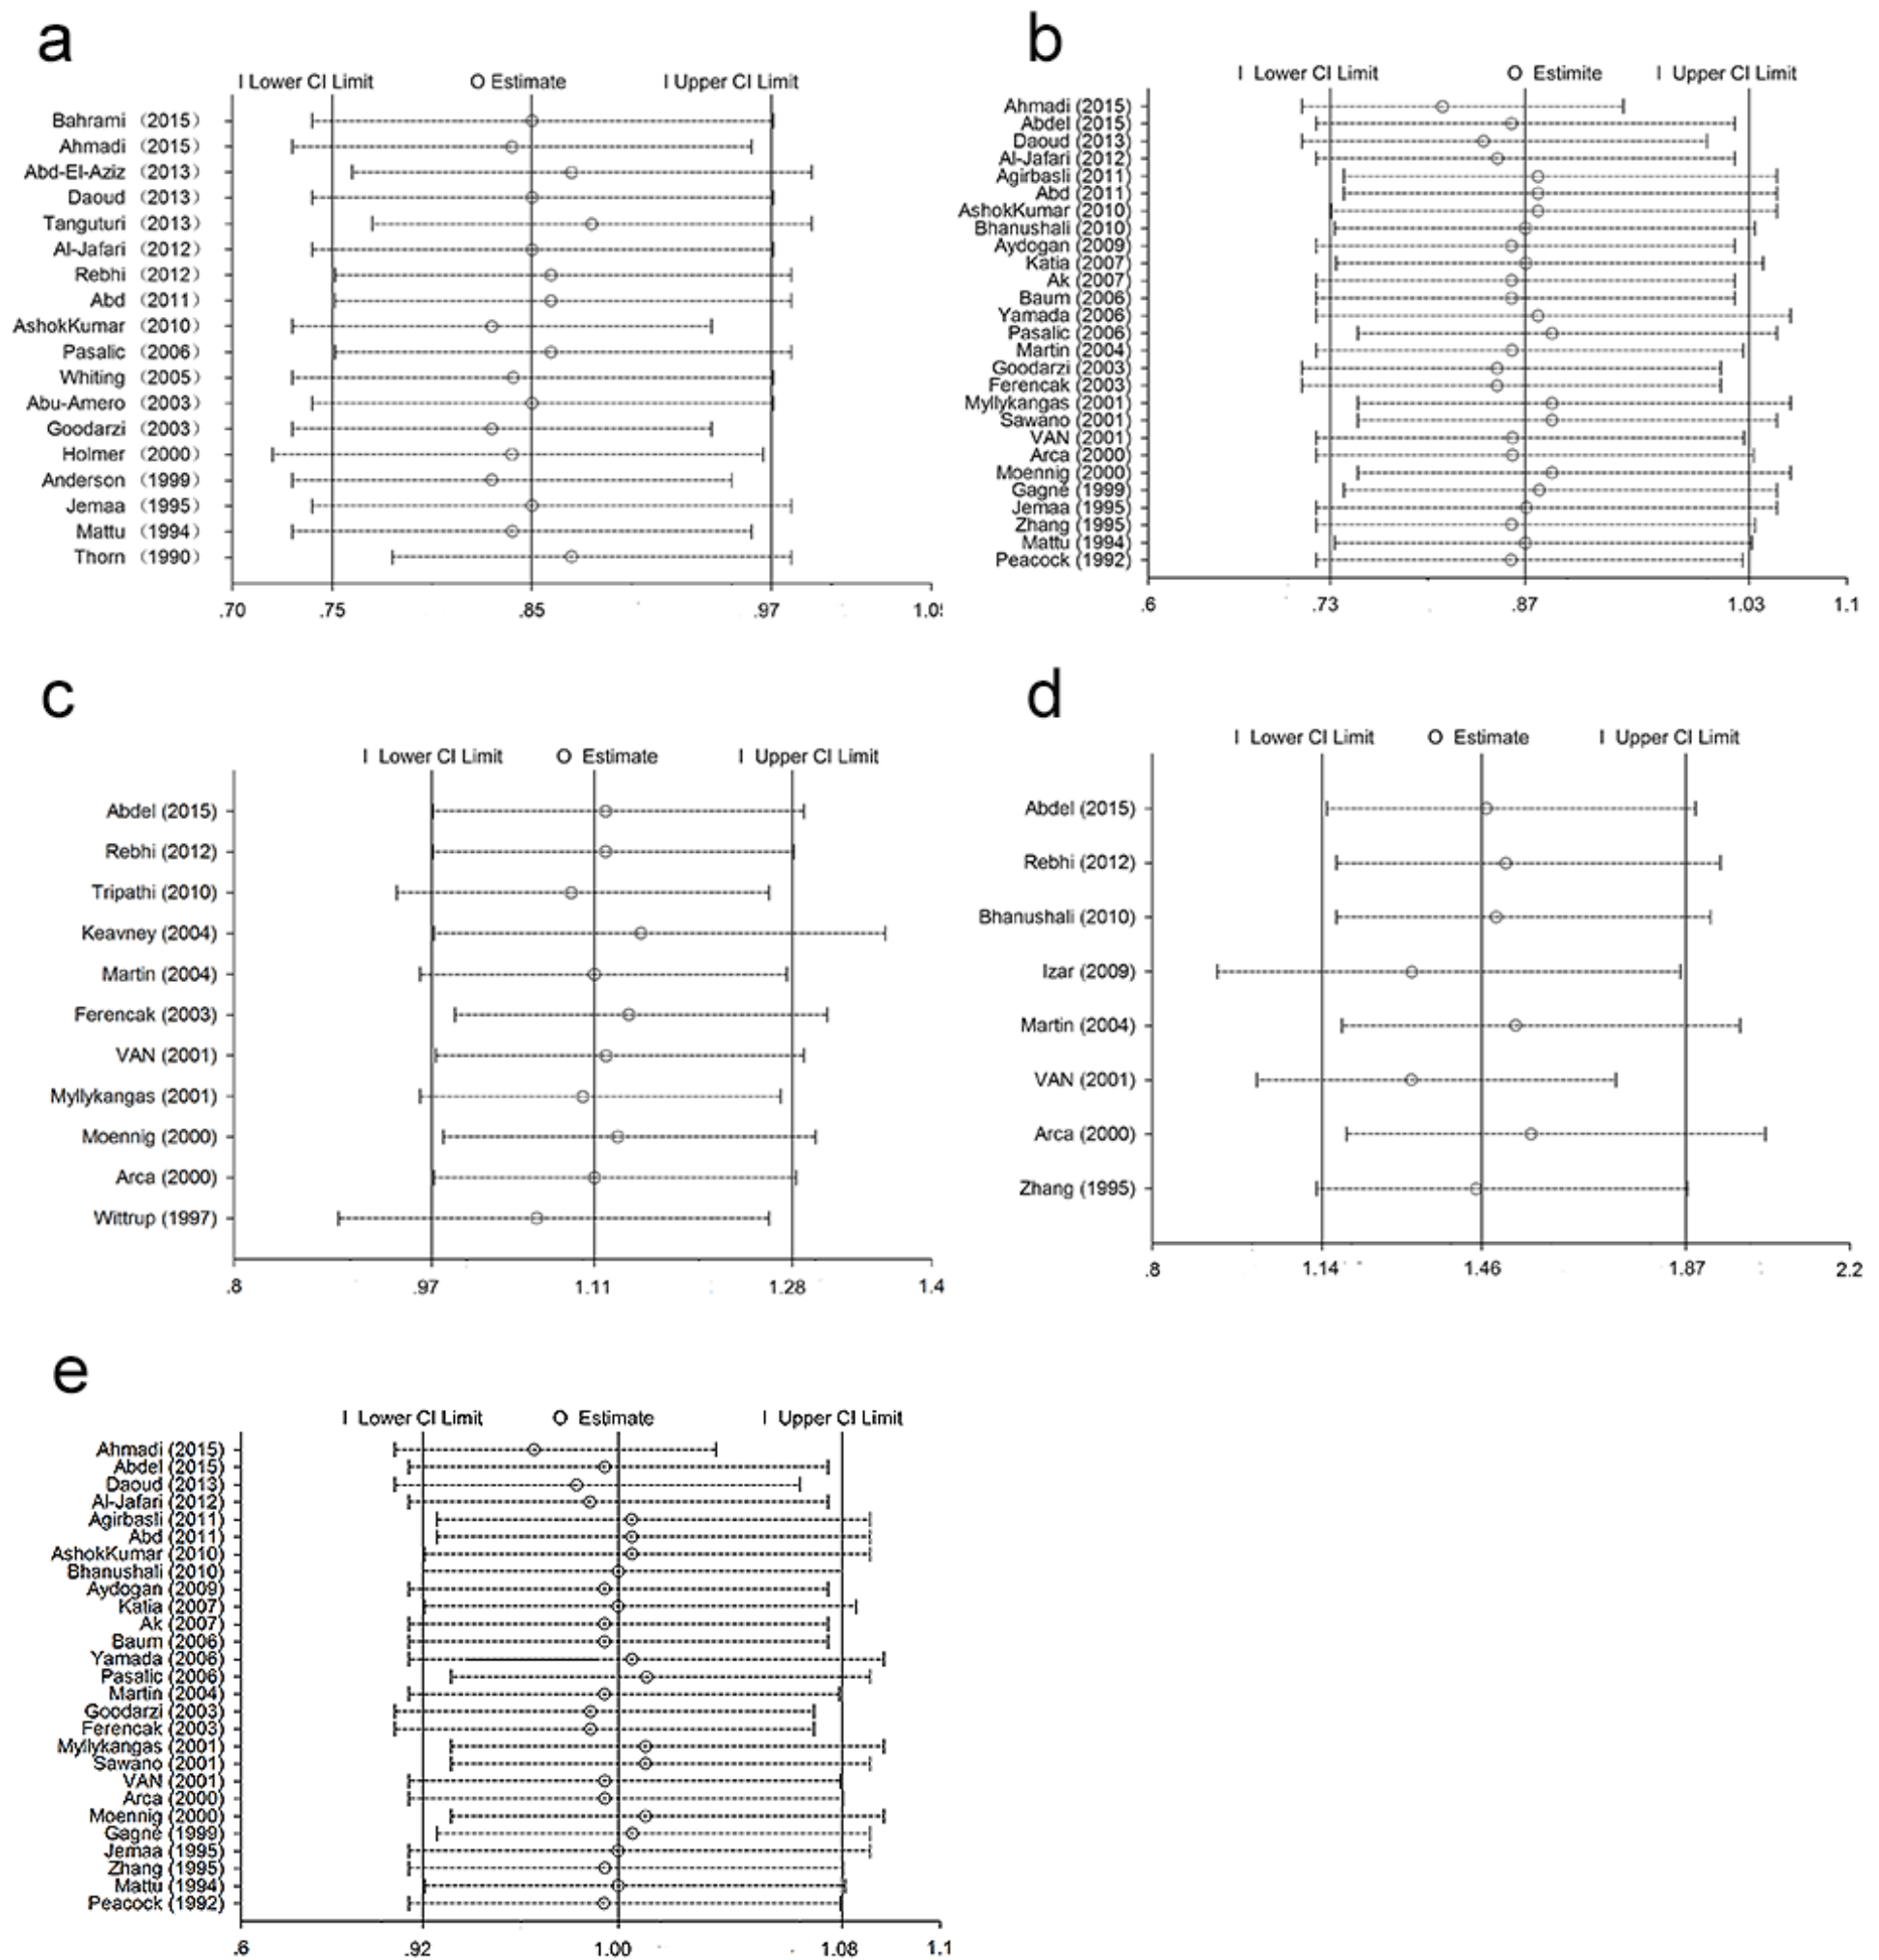 a
I Lower CI Limit O Estimate I Upper CI Limit
Bahrami （2015）
Ahmadi （2015）
Abd-El-Aziz （2013）
Daoud （2013）
Tanguturi （2013）
Al-Jafari （2012）
Rebhi （2012）
Abd （2011）
AshokKumar （2010）
Pasalic （2006）
Whiting （2005）
Abu-Amero （2003）
Goodarzi （2003）
Holmer （2000）
Anderson （1999）
Jemaa （1995）
Mattu （1994）
Thorn （1990）
.70 .75 .85 .97 1.05
b
I Lower CI Limit O Estimite I Upper CI Limit
Ahmadi (2015)
Abdel (2015)
Daoud (2013)
Al-Jafari (2012)
Agirbasli (2011)
Abd (2011)
AshokKumar (2010)
Bhanushali (2010)
Aydogan (2009)
Katia (2007)
Ak (2007)
Baum (2006)
Yamada (2006)
Pasalic (2006)
Martin (2004)
Goodarzi (2003)
Ferencak (2003)
Myllykangas (2001)
Sawano (2001)
VAN (2001)
Arca (2000)
Moennig (2000)
Gagné (1999)
Jemaa (1995)
Zhang (1995)
Mattu (1994)
Peacock (1992)
.6 .73 .87 1.03 1.1
c
I Lower CI Limit O Estimate I Upper CI Limit
Abdel (2015)
Rebhi (2012)
Tripathi (2010)
Keavney (2004)
Martin (2004)
Ferencak (2003)
VAN (2001)
Myllykangas (2001)
Moennig (2000)
Arca (2000)
Wittrup (1997)
.8 .97 1.11 1.28 1.4
d
I Lower CI Limit O Estimate I Upper CI Limit
Abdel (2015)
Rebhi (2012)
Bhanushali (2010)
Izar (2009)
Martin (2004)
VAN (2001)
Arca (2000)
Zhang (1995)
.8 1.14 1.46 1.87 2.2
e
I Lower CI Limit O Estimate I Upper CI Limit
Ahmadi (2015)
Abdel (2015)
Daoud (2013)
Al-Jafari (2012)
Agirbasli (2011)
Abd (2011)
AshokKumar (2010)
Bhanushali (2010)
Aydogan (2009)
Katia (2007)
Ak (2007)
Baum (2006)
Yamada (2006)
Pasalic (2006)
Martin (2004)
Goodarzi (2003)
Ferencak (2003)
Myllykangas (2001)
Sawano (2001)
VAN (2001)
Arca (2000)
Moennig (2000)
Gagné (1999)
Jemaa (1995)
Zhang (1995)
Mattu (1994)
Peacock (1992)
.6 .92 1.00 1.08 1.1